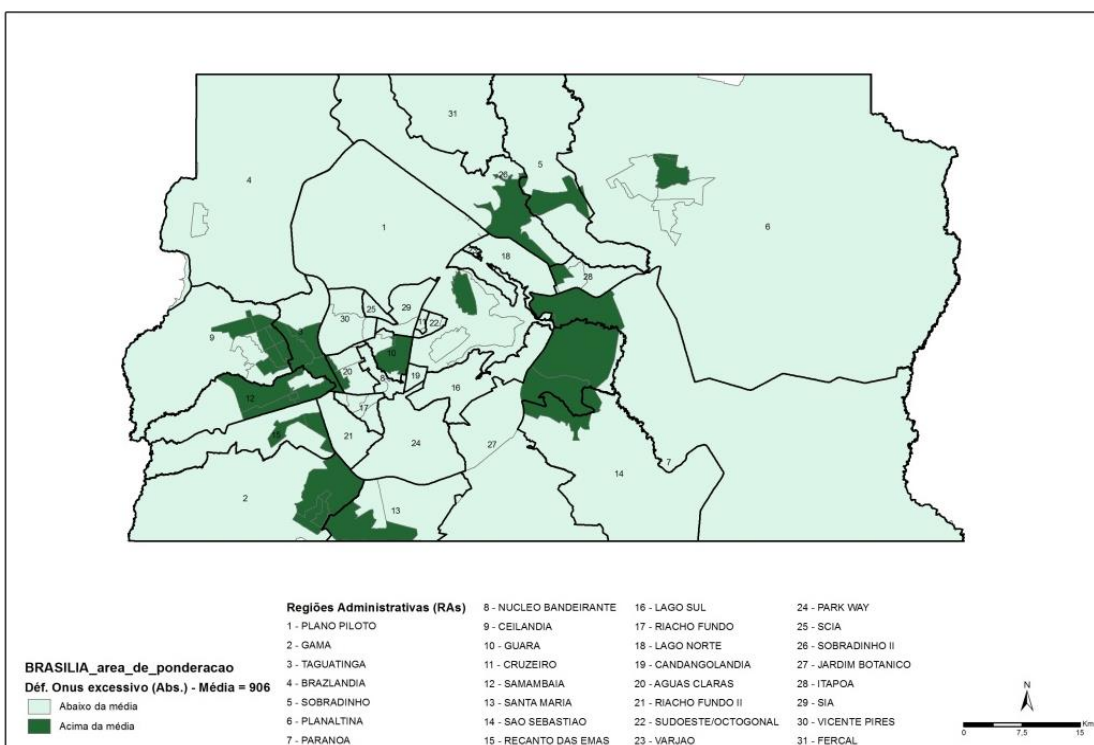 31
5
26
4
6
1
18
28
29
25
30
22
9
10
20
19
16
12
17
21
24
27
7
14
2
13
Regiões Administrativas (RAs)
1 - PLANO PILOTO
2 - GAMA
3 - TAGUATINGA
4 - BRAZLANDIA
5 - SOBRADINHO
6 - PLANALTINA
7 - PARANOA
8 - NUCLEO BANDEIRANTE
9 - CEILANDIA
10 - GUARA
11 - CRUZEIRO
12 - SAMAMBAIA
13 - SANTA MARIA
14 - SAO SEBASTIAO
15 - RECANTO DAS EMAS
16 - LAGO SUL
17 - RIACHO FUNDO
18 - LAGO NORTE
19 - CANDANGOLANDIA
20 - AGUAS CLARAS
21 - RIACHO FUNDO II
22 - SUDOESTE/OCTOGONAL
23 - VARJAO
24 - PARK WAY
25 - SCIA
26 - SOBRADINHO II
27 - JARDIM BOTANICO
28 - ITAPOA
29 - SIA
30 - VICENTE PIRES
31 - FERCAL
BRASILIA_area_de_ponderacao
Déf. Onus excessivo (Abs.) - Média = 906
Abaixo da média
Acima da média
N
Km
0 7,5 15